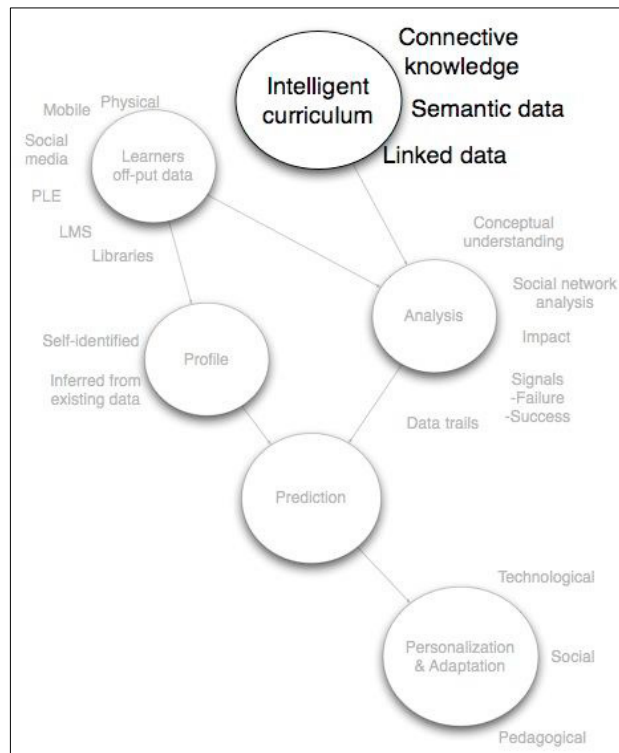 Connective
knowledge
Intelligent
curriculum
Semantic data
Linked data
Mobile
Physical
Social
media
Learners
off-put data
PLE
LMS
Libraries
Conceptual
understanding
Social network
analysis
Analysis
Impact
Self-identified
Profile
Inferred from
existing data
Signals
-Failure
-Success
Data trails
Prediction
Technological
Personalization
& Adaptation
Social
Pedagogical